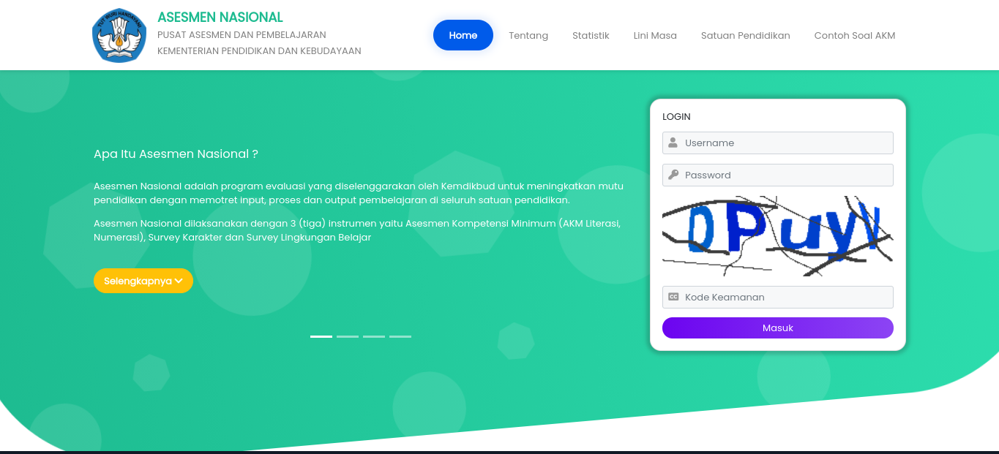 TUT WURI HANDAYANI
ASESMEN NASIONAL
PUSAT ASESMEN DAN PEMBELAJARAN
KEMENTERIAN PENDIDIKAN DAN KEBUDAYAAN
Home
Tentang
Statistik
Lini Masa
Satuan Pendidikan
Contoh Soal AKM
Apa Itu Asesmen Nasional ?
Asesmen Nasional adalah program evaluasi yang diselenggarakan oleh Kemdikbud untuk meningkatkan mutu
pendidikan dengan memotret input, proses dan output pembelajaran di seluruh satuan pendidikan.
Asesmen Nasional dilaksanakan dengan 3 (tiga) instrumen yaitu Asesmen Kompetensi Minimum (AKM Literasi,
Numerasi), Survey Karakter dan Survey Lingkungan Belajar
Selengkapnya
LOGIN
Username
Password
CC
Kode Keamanan
Masuk